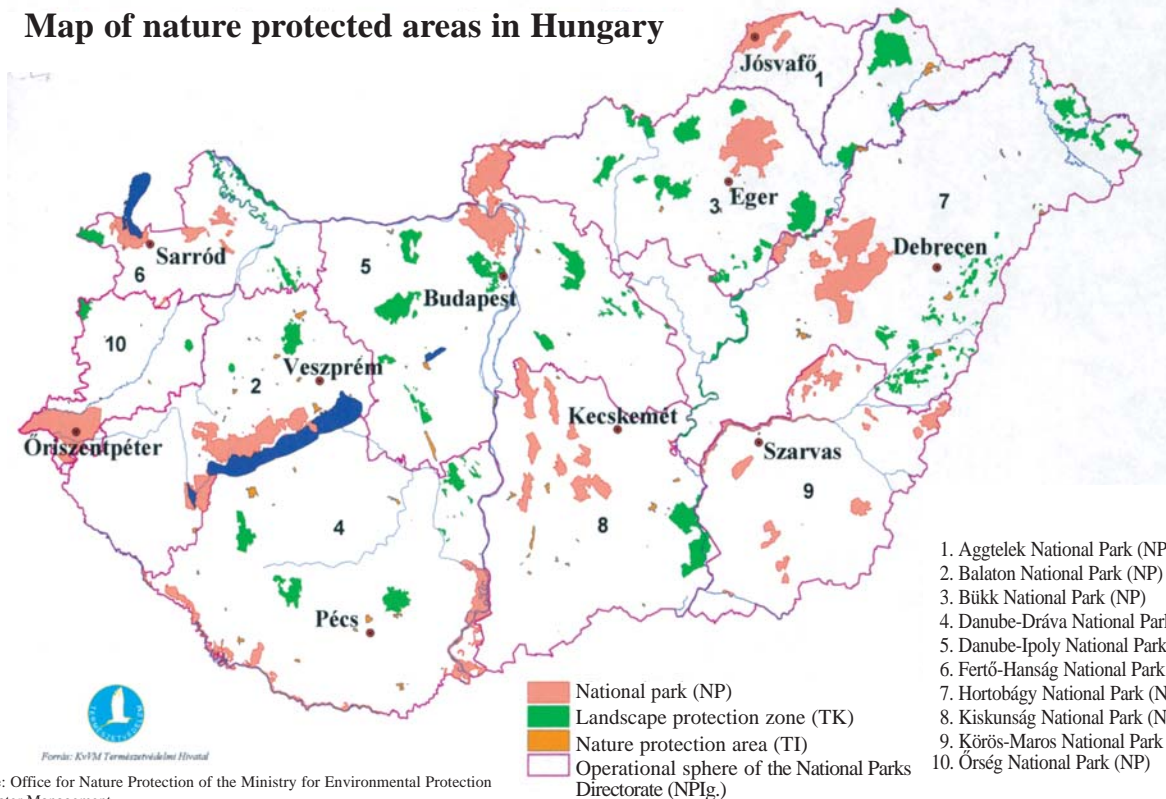 Map of nature protected areas in Hungary
Jósvafő
1
7
3
Eger
Sarród
6
5
Debrecen
Budapest
10
2
Veszprém
Kecskemét
Őriszentpéter
Szarvas
9
4
8
Pécs
TERMÉSZETVÉDELEM
Forrás: KvVM Természetvédelmi Hivatal
National park (NP)
Landscape protection zone (TK)
Nature protection area (TI)
Operational sphere of the National Parks
Directorate (NPIg.)
1. Aggtelek National Park (NP
2. Balaton National Park (NP)
3. Bükk National Park (NP)
4. Danube-Dráva National Park
5. Danube-Ipoly National Park
6. Fertő-Hanság National Park
7. Hortobágy National Park (N
8. Kiskunság National Park (N
9. Körös-Maros National Park
10. Őrség National Park (NP)
: Office for Nature Protection of the Ministry for Environmental Protection